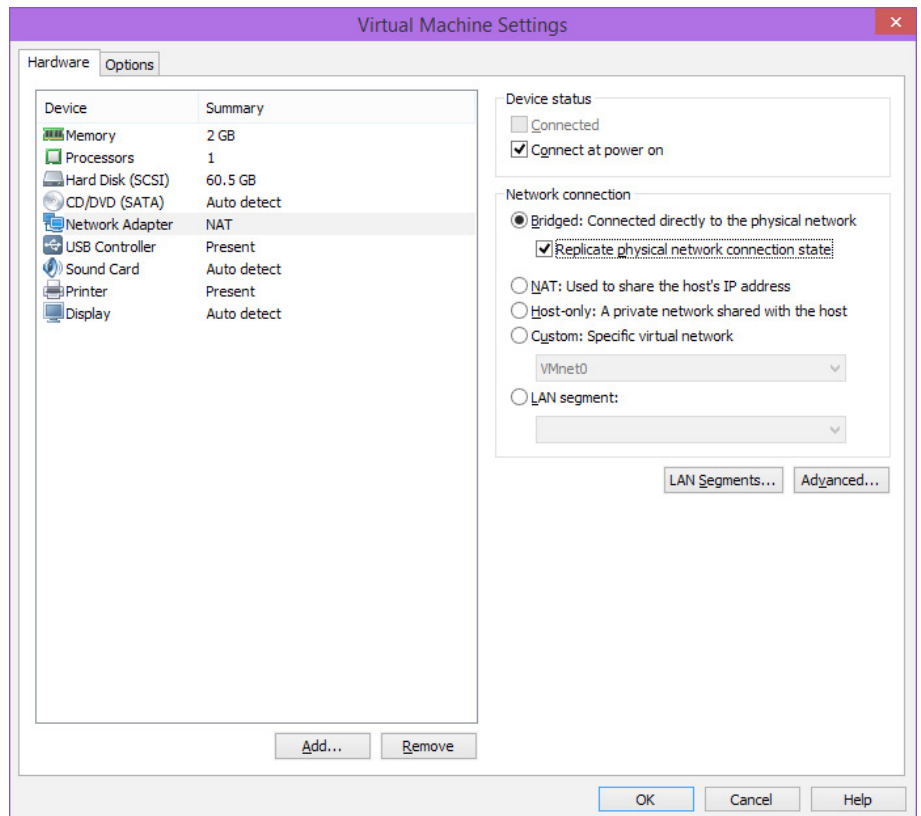 Virtual Machine Settings
Hardware
Options
Device Summary
Memory 2 GB
Processors 1
Hard Disk (SCSI) 60.5 GB
CD/DVD (SATA) Auto detect
Network Adapter NAT
USB Controller Present
Sound Card Auto detect
Printer Present
Display Auto detect
Add...
Remove
Device status
Connected
Connect at power on
Network connection
Bridged: Connected directly to the physical network
Replicate physical network connection state
NAT: Used to share the host's IP address
Host-only: A private network shared with the host
Custom: Specific virtual network
VMnet0
LAN segment:
LAN Segments...
Advanced...
OK
Cancel
Help